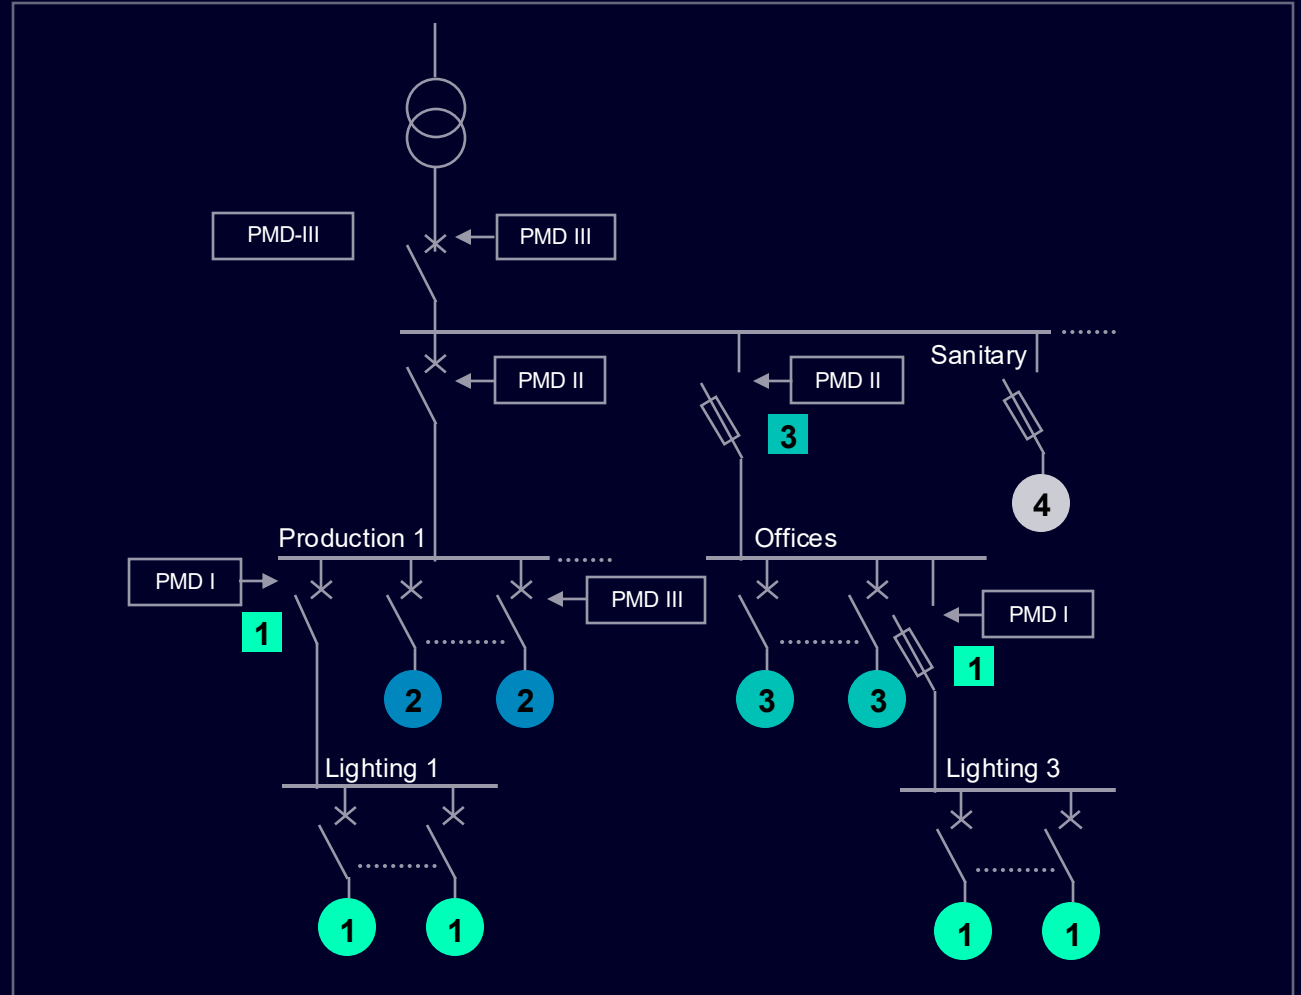 PMD-III
PMD III
Sanitary
PMD II
PMD II
3
4
Production 1
Offices
PMD I
PMD III
PMD I
1
1
2
2
3
3
Lighting 1
Lighting 3
1
1
1
1